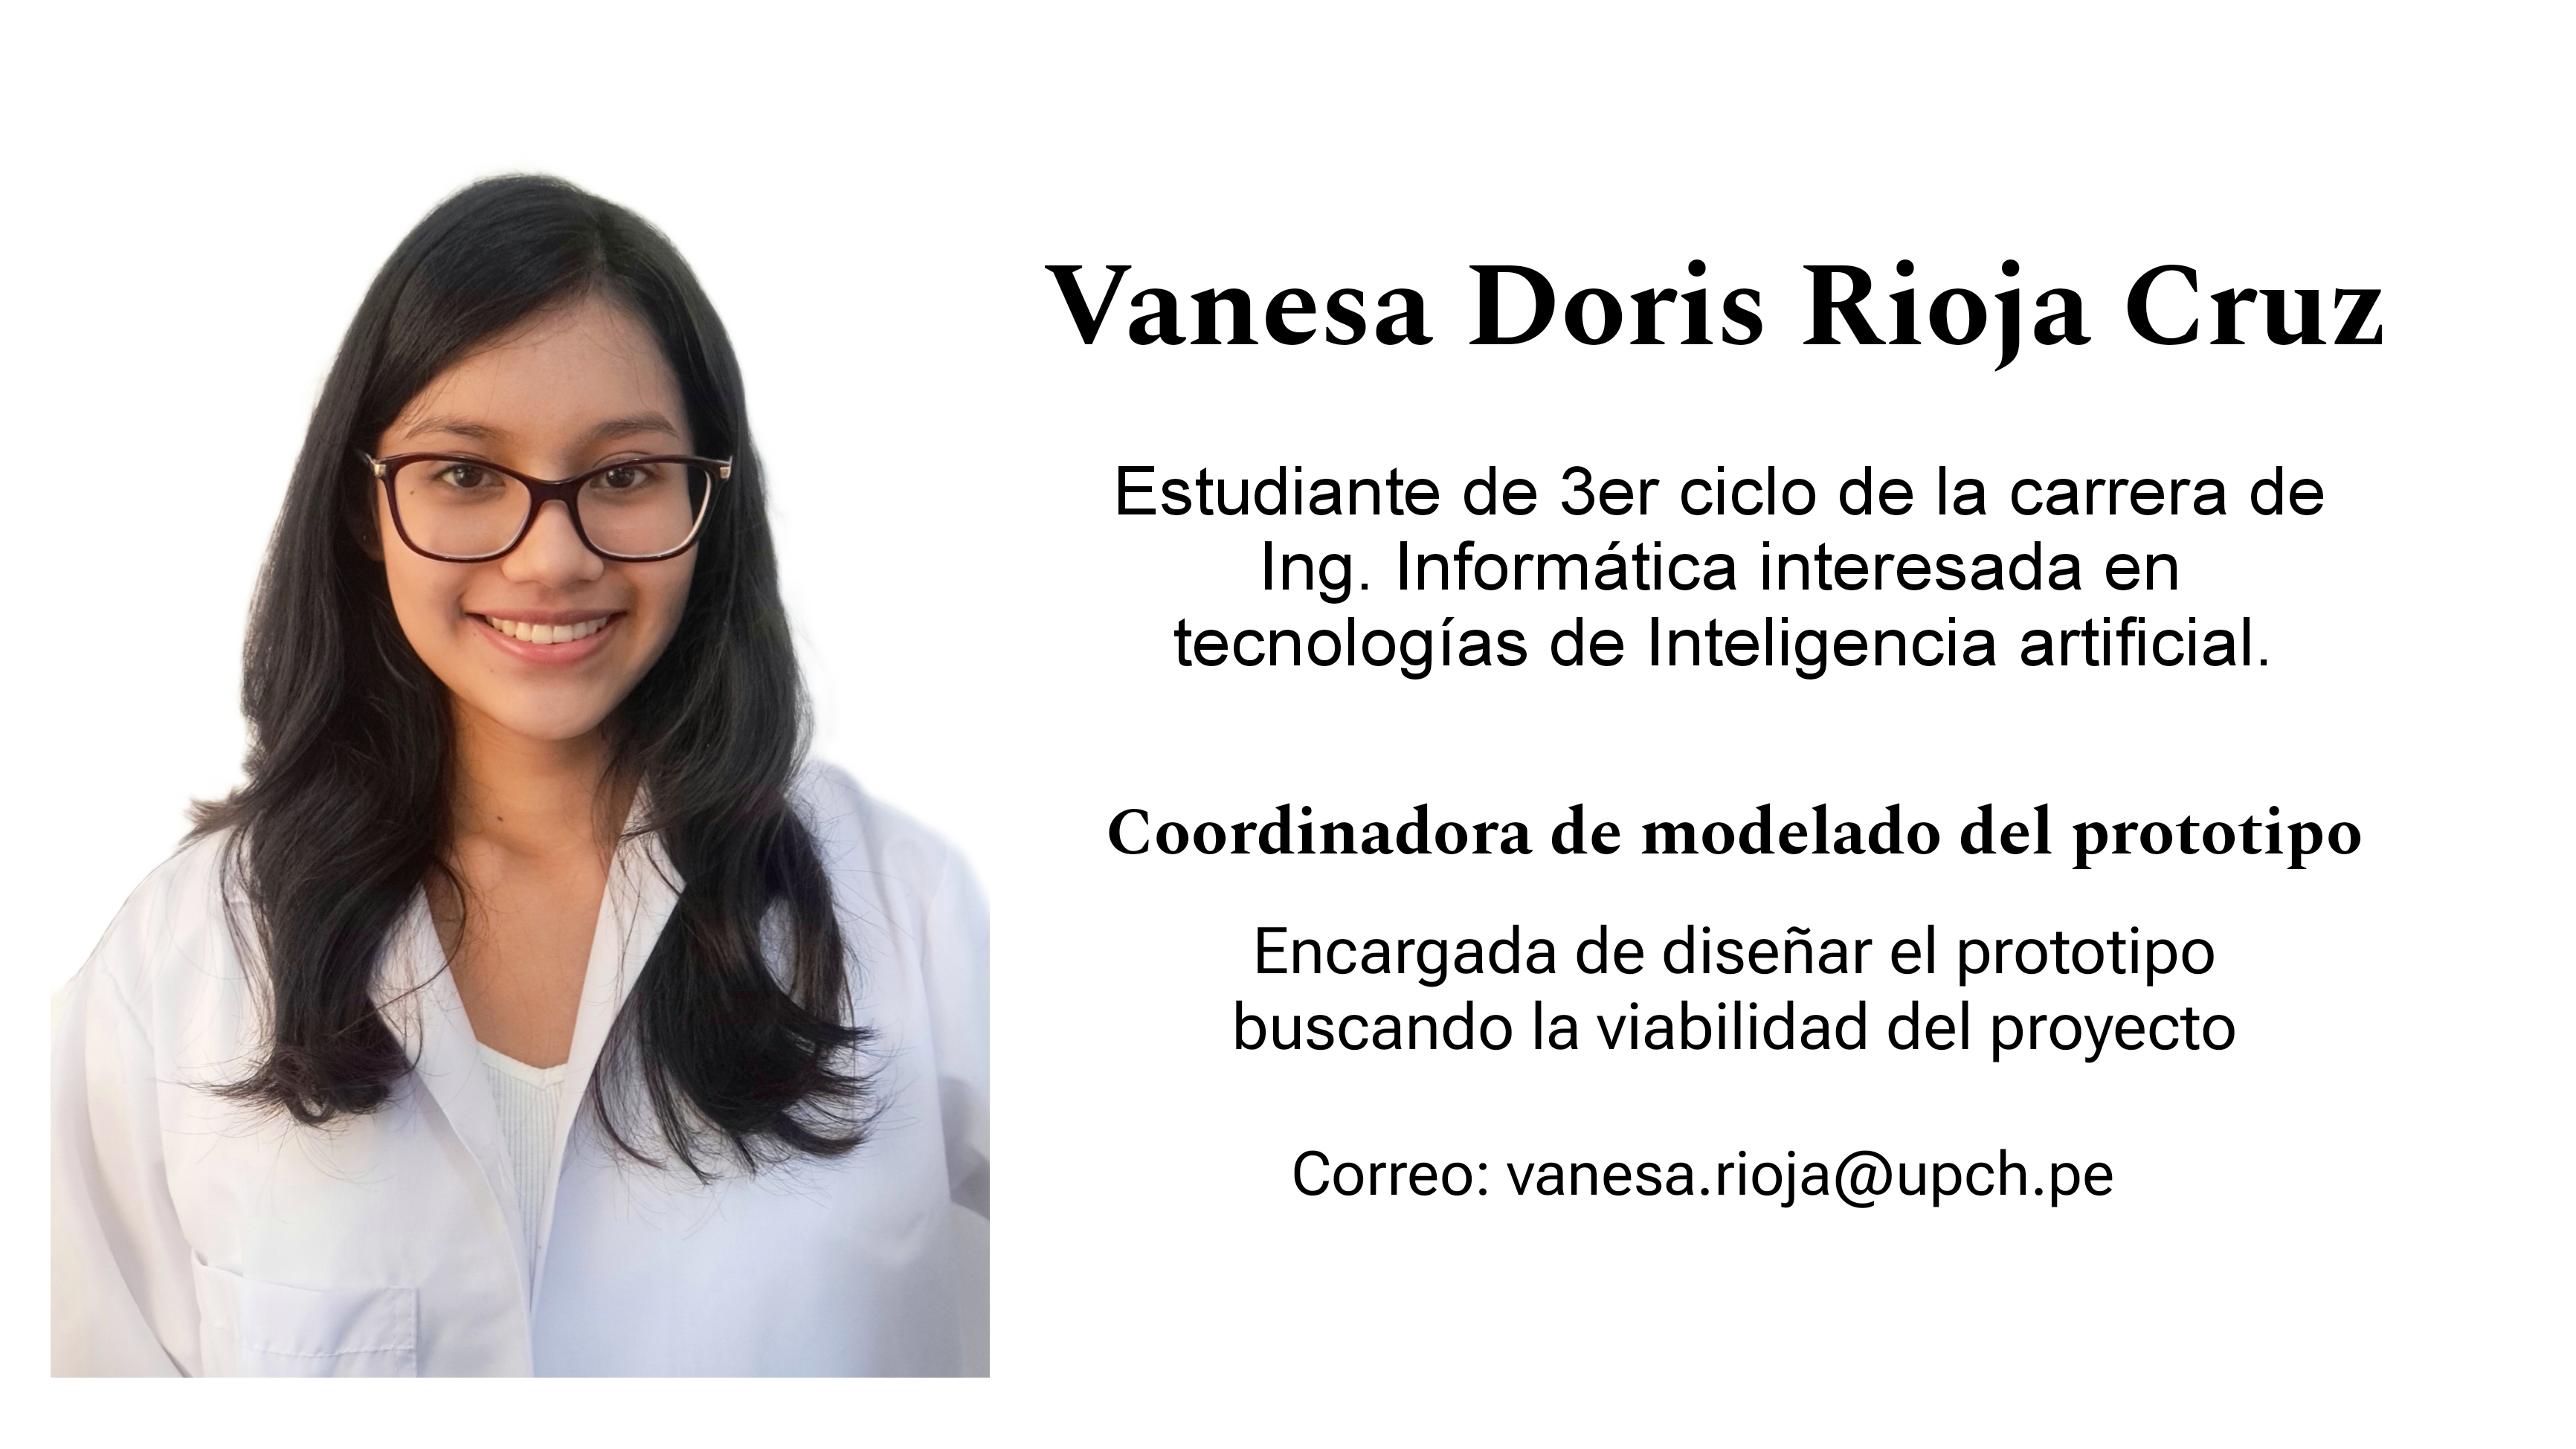 Vanesa Doris Rioja Cruz
Estudiante de 3er ciclo de la carrera de
Ing. Informática interesada en
tecnologías de Inteligencia artificial.
Coordinadora de modelado del prototipo
Encargada de diseñar el prototipo
buscando la viabilidad del proyecto
Correo: vanesa.rioja@upch.pe